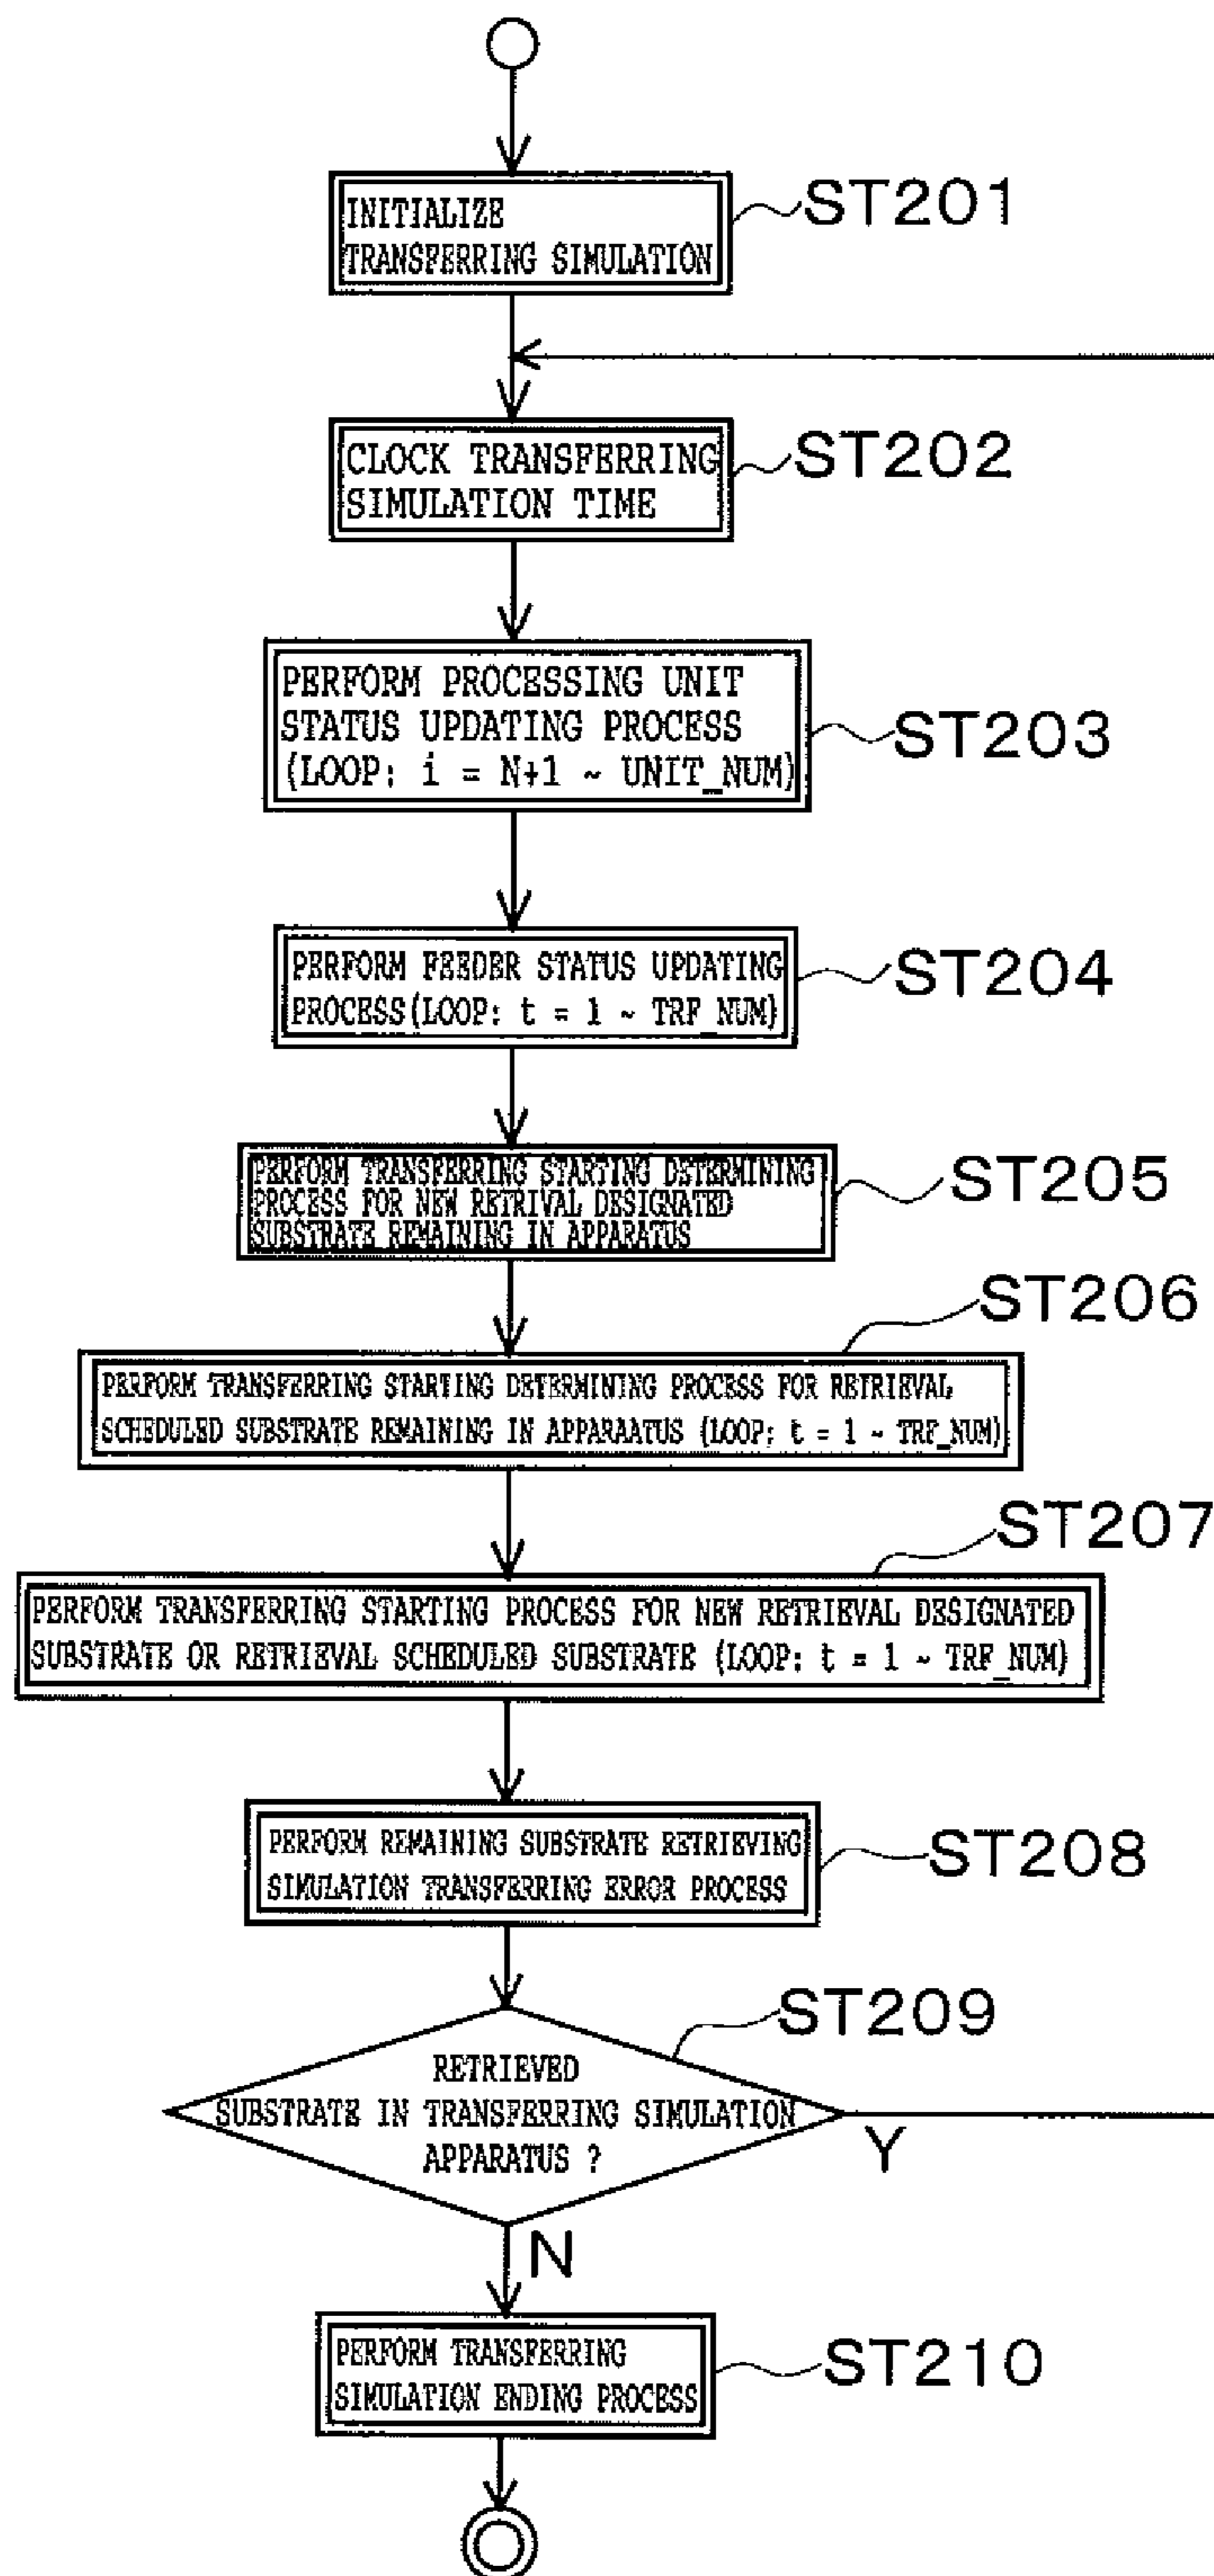 INITIALIZE
TRANSFERRING SIMULATION
ST201
CLOCK TRANSFERRING
SIMULATION TIME
ST202
PERFORM PROCESSING UNIT
STATUS UPDATING PROCESS
(LOOP: i = N+1 ~ UNIT_NUM)
ST203
PERFORM FEEDER STATUS UPDATING
PROCESS(LOOP: t = 1 ~ TRF_NUM)
ST204
PERFORM TRANSFERRING STARTING DETERMINING
PROCESS FOR NEW RETRIVAL DESIGNATED
SUBSTRATE REMAINING IN APPARATUS
ST205
PERFORM TRANSFERRING STARTING DETERMINING PROCESS FOR RETRIEVAL
SCHEDULED SUBSTRATE REMAINING IN APPARAATUS (LOOP: t = 1 ~ TRF_NUM)
ST206
PERFORM TRANSFERRING STARTING PROCESS FOR NEW RETRIEVAL DESIGNATED
SUBSTRATE OR RETRIEVAL SCHEDULED SUBSTRATE (LOOP: t = 1 ~ TRF_NUM)
ST207
PERFORM REMAINING SUBSTRATE RETRIEVING
SIMULATION TRANSFERRING ERROR PROCESS
ST208
RETRIEVED
SUBSTRATE IN TRANSFERRING SIMULATION
APPARATUS ?
ST209
Y
N
PERFORM TRANSFERRING
SIMULATION ENDING PROCESS
ST210